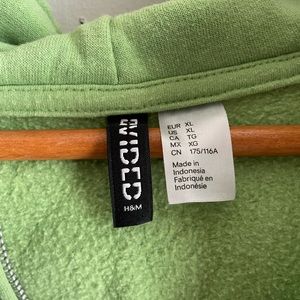 DIVIDED
H&M
EUR XL
US XL
CA TG
MX XG
CN 175/116A
Made in
Indonesia
Fabriqué en
Indonésie